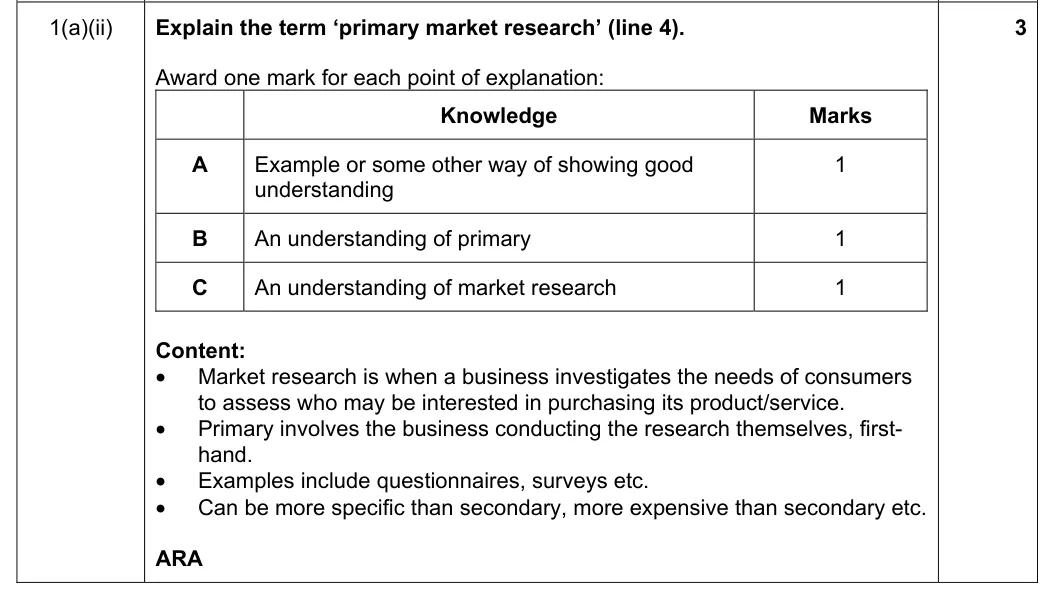 1(a)(ii) Explain the term ‘primary market research’ (line 4). 3
Award one mark for each point of explanation:
Knowledge Marks
A Example or some other way of showing good understanding 1
B An understanding of primary 1
C An understanding of market research 1
Content:
• Market research is when a business investigates the needs of consumers
to assess who may be interested in purchasing its product/service.
• Primary involves the business conducting the research themselves, first-
hand.
• Examples include questionnaires, surveys etc.
• Can be more specific than secondary, more expensive than secondary etc.
ARA